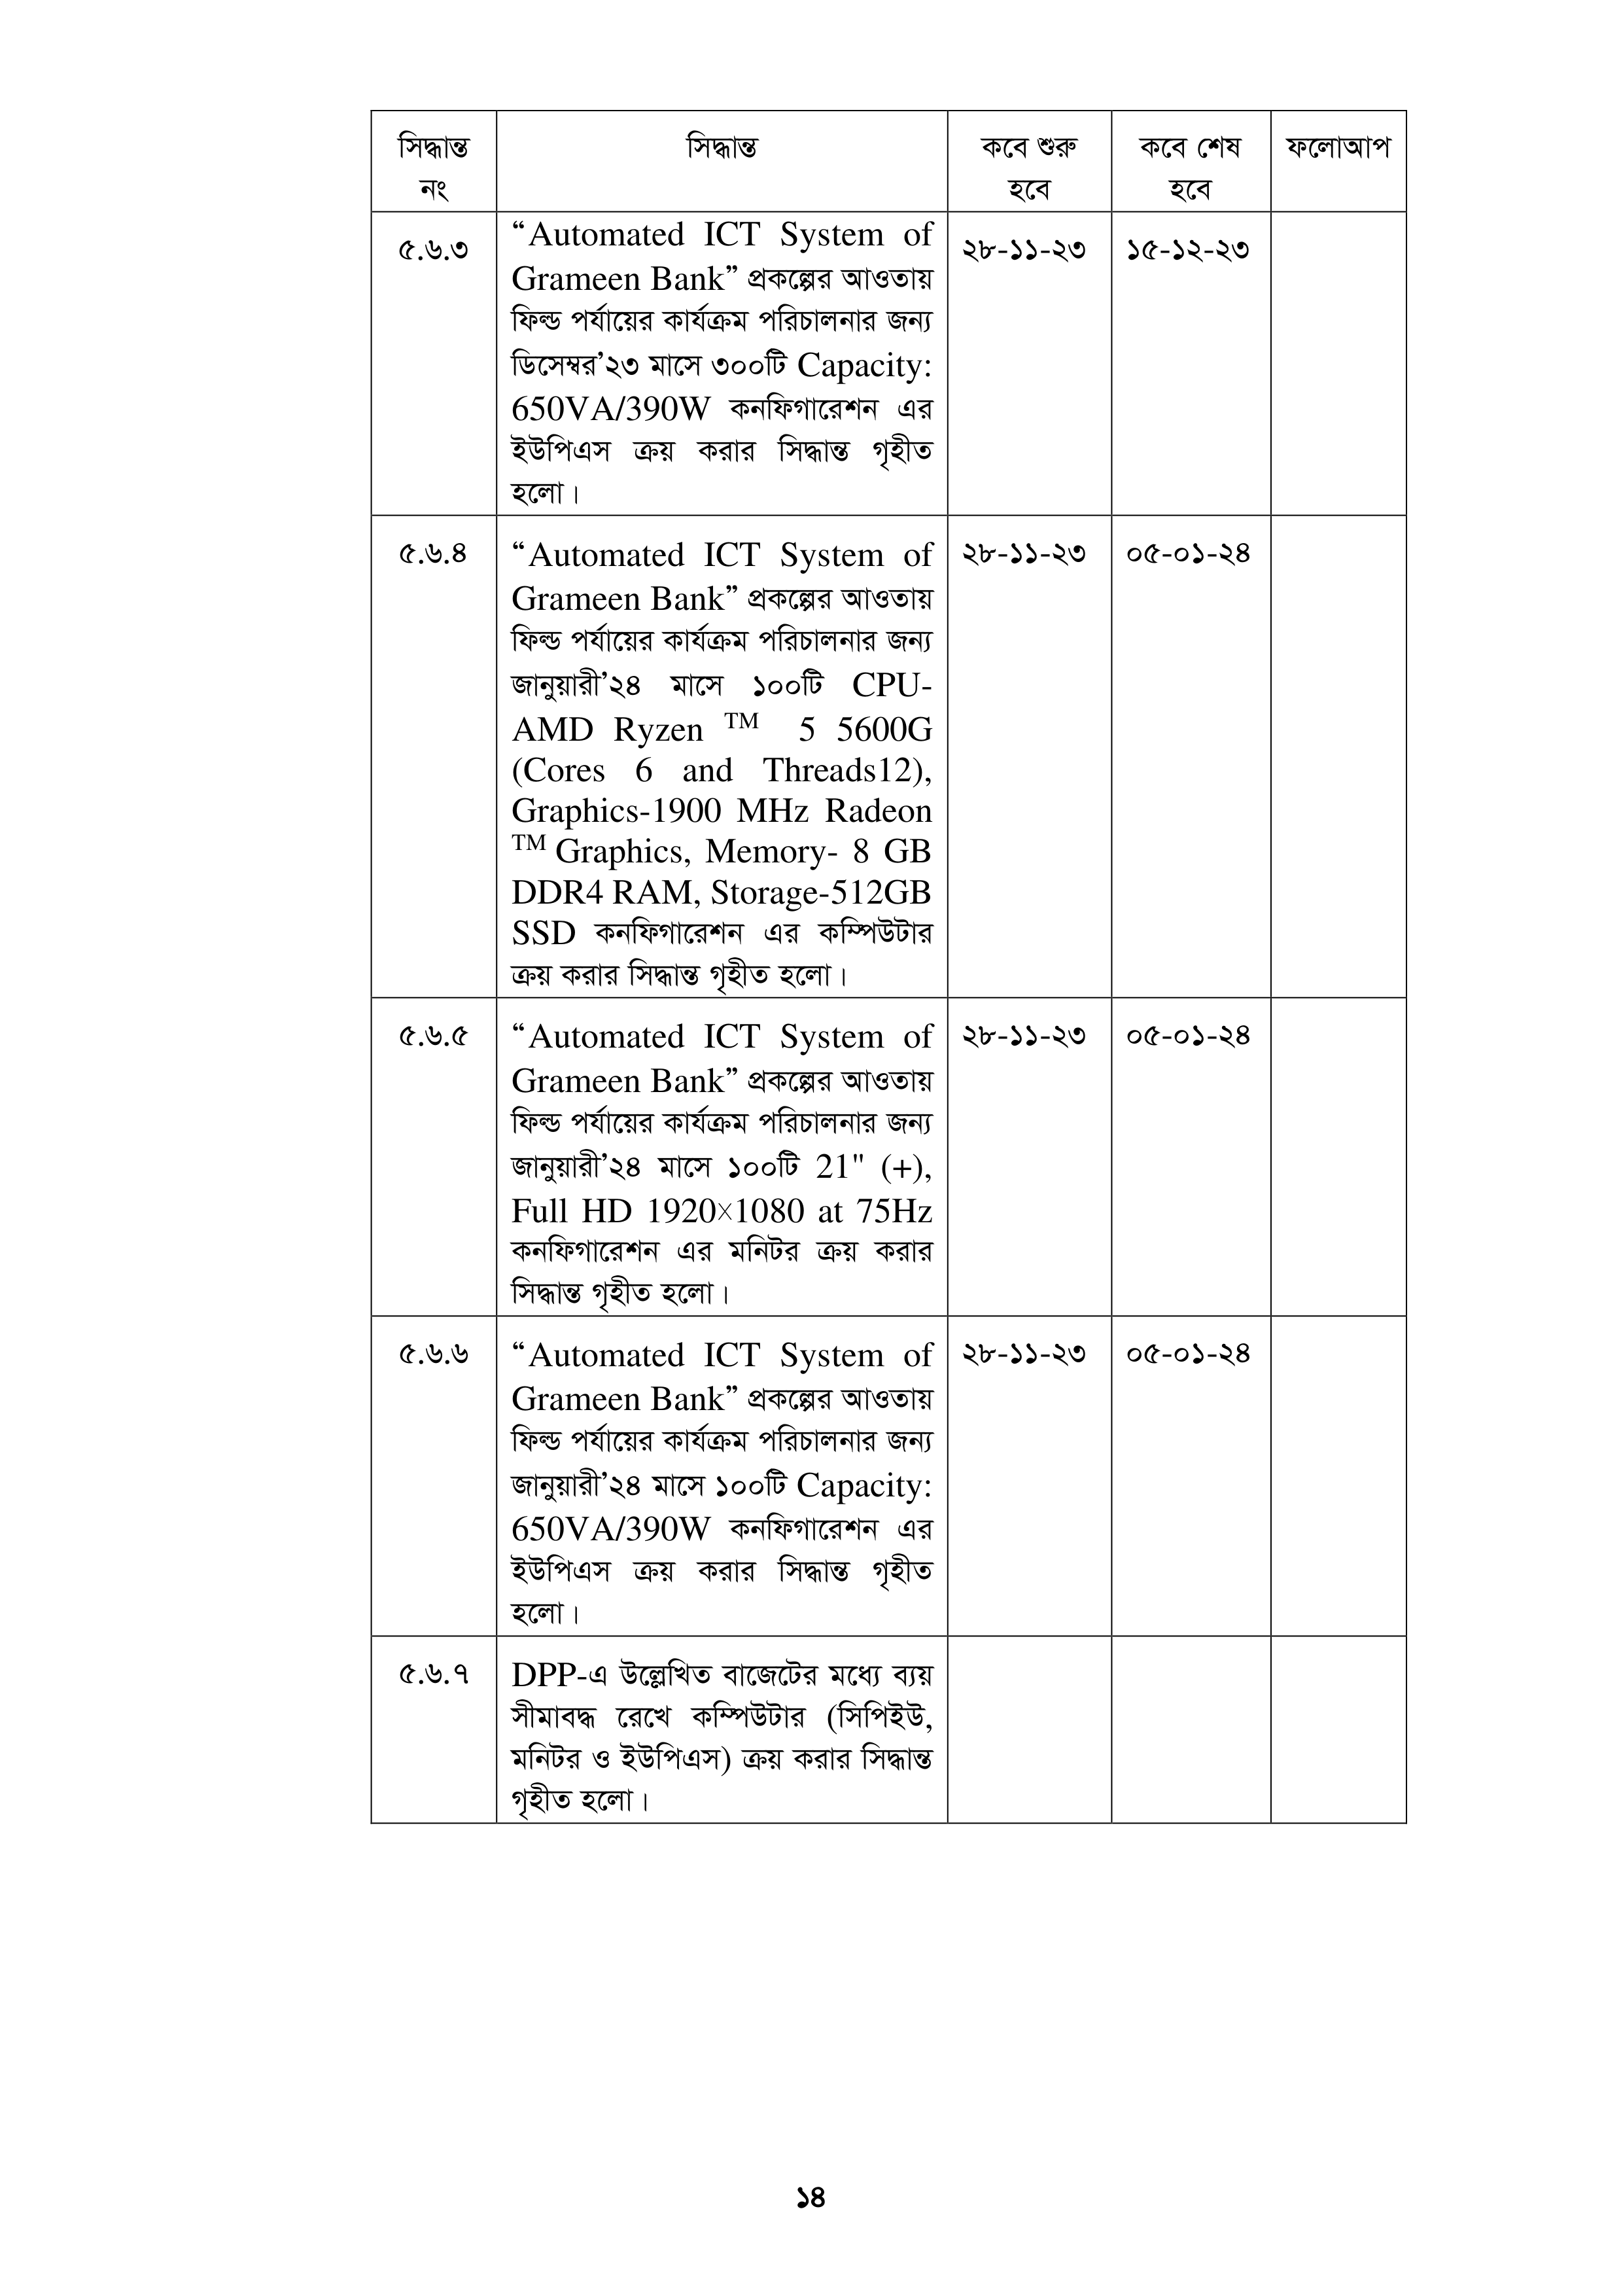 সিদ্ধান্ত সিদ্ধান্ত কবে শুরু কবে শেষ ফলোআপ
নং হবে হবে
৫.৬.৩ “Automated ICT System of ২৮-১১-২৩ ১৫-১২-২৩
Grameen Bank” প্রকল্পের আওতায়
ফিল্ড পর্যায়ের কার্যক্রম পরিচালনার জন্য
ডিসেম্বর’২৩ মাসে ৩০০টি Capacity:
650VA/390W কনফিগারেশন এর
ইউপিএস ক্রয় করার সিদ্ধান্ত গৃহীত
হলো।
৫.৬.৪ “Automated ICT System of ২৮-১১-২৩ ০৫-০১-২৪
Grameen Bank” প্রকল্পের আওতায়
ফিল্ড পর্যায়ের কার্যক্রম পরিচালনার জন্য
জানুয়ারী’২৪ মাসে ১০০টি CPU-
AMD Ryzen ™ 5 5600G
(Cores 6 and Threads12),
Graphics-1900 MHz Radeon
™ Graphics, Memory- 8 GB
DDR4 RAM, Storage-512GB
SSD কনফিগারেশন এর কম্পিউটার
ক্রয় করার সিদ্ধান্ত গৃহীত হলো।
৫.৬.৫ “Automated ICT System of ২৮-১১-২৩ ০৫-০১-২৪
Grameen Bank” প্রকল্পের আওতায়
ফিল্ড পর্যায়ের কার্যক্রম পরিচালনার জন্য
জানুয়ারী’২৪ মাসে ১০০টি 21" (+),
Full HD 1920×1080 at 75Hz
কনফিগারেশন এর মনিটর ক্রয় করার
সিদ্ধান্ত গৃহীত হলো।
৫.৬.৬ “Automated ICT System of ২৮-১১-২৩ ০৫-০১-২৪
Grameen Bank” প্রকল্পের আওতায়
ফিল্ড পর্যায়ের কার্যক্রম পরিচালনার জন্য
জানুয়ারী’২৪ মাসে ১০০টি Capacity:
650VA/390W কনফিগারেশন এর
ইউপিএস ক্রয় করার সিদ্ধান্ত গৃহীত
হলো।
৫.৬.৭ DPP-এ উল্লেখিত বাজেটের মধ্যে ব্যয়
সীমাবদ্ধ রেখে কম্পিউটার (সিপিইউ,
মনিটর ও ইউপিএস) ক্রয় করার সিদ্ধান্ত
গৃহীত হলো।
১৪